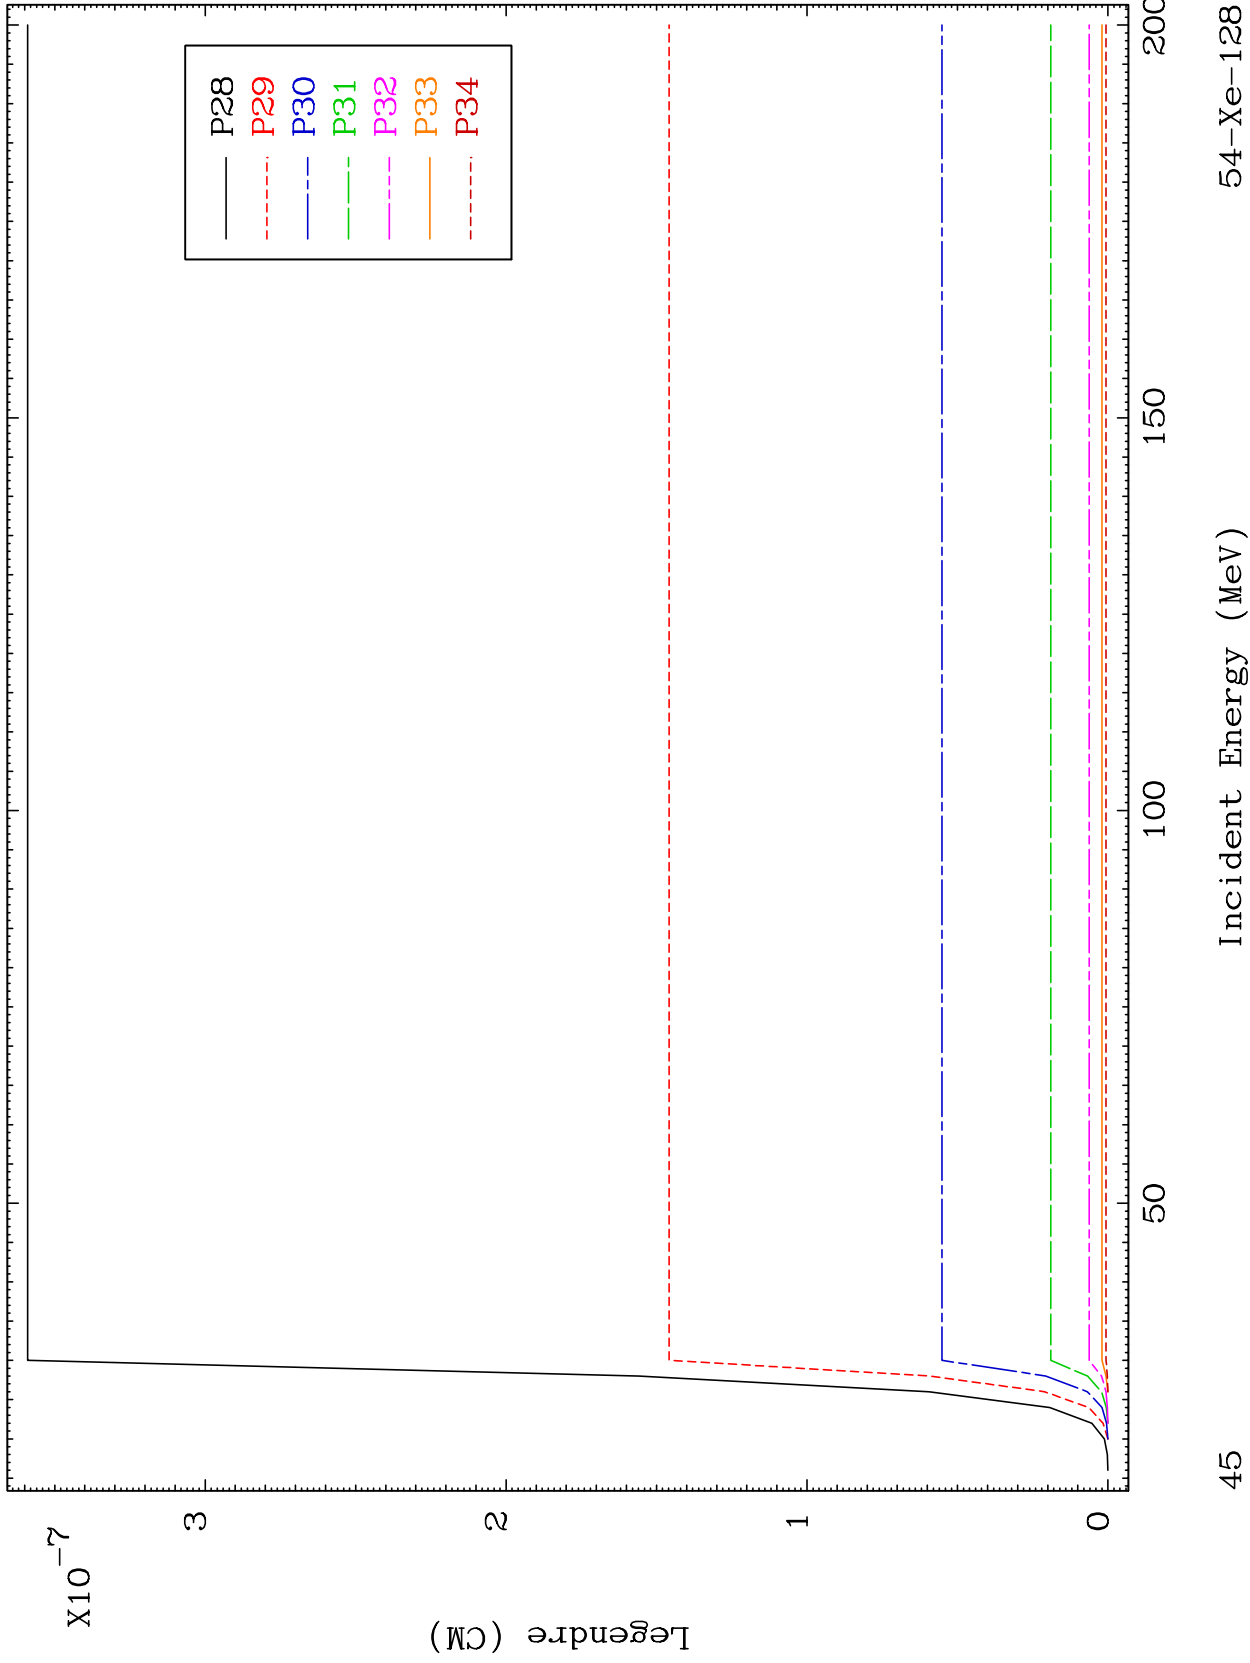 X10-7
Legendre (CM)
3
2
1
0
P28
P29
P30
P31
P32
P33
P34
50
100
150
200
Incident Energy (MeV)
45
54-Xe-128